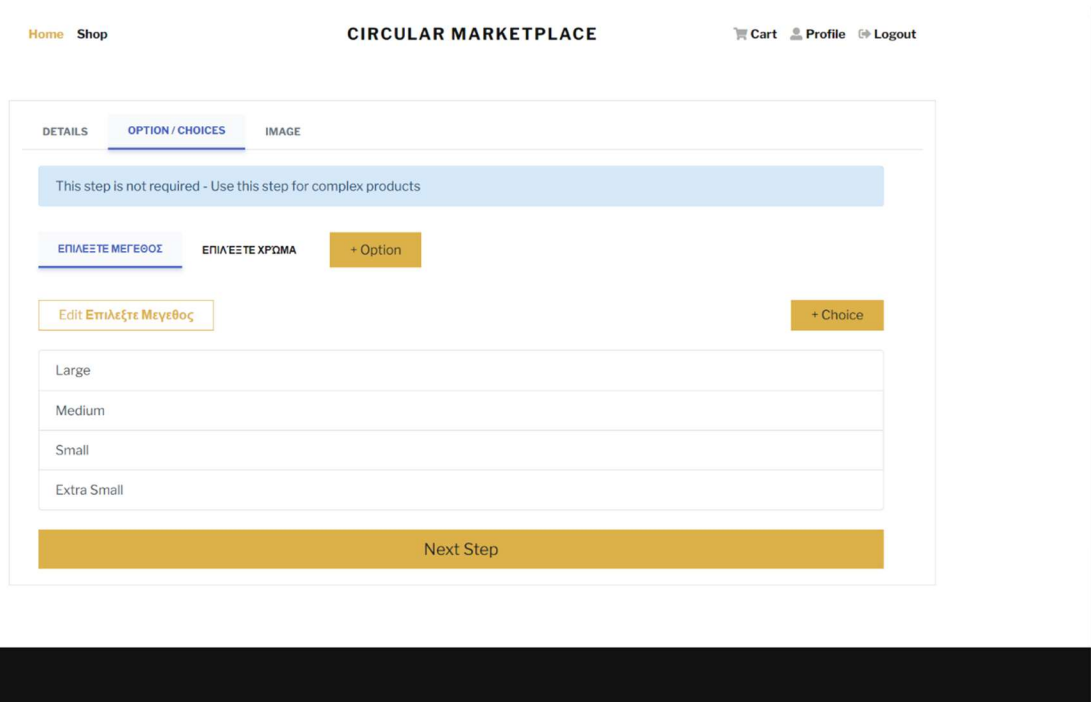 Home Shop CIRCULAR MARKETPLACE Cart Profile Logout
DETAILS OPTION / CHOICES IMAGE
This step is not required - Use this step for complex products
ΕΠΙΛΕΞΤΕ ΜΕΓΕΘΟΣ ΕΠΙΛΈΞΤΕ ΧΡΏΜΑ + Option
Edit Επιλεξτε Μεγεθος + Choice
Large
Medium
Small
Extra Small
Next Step